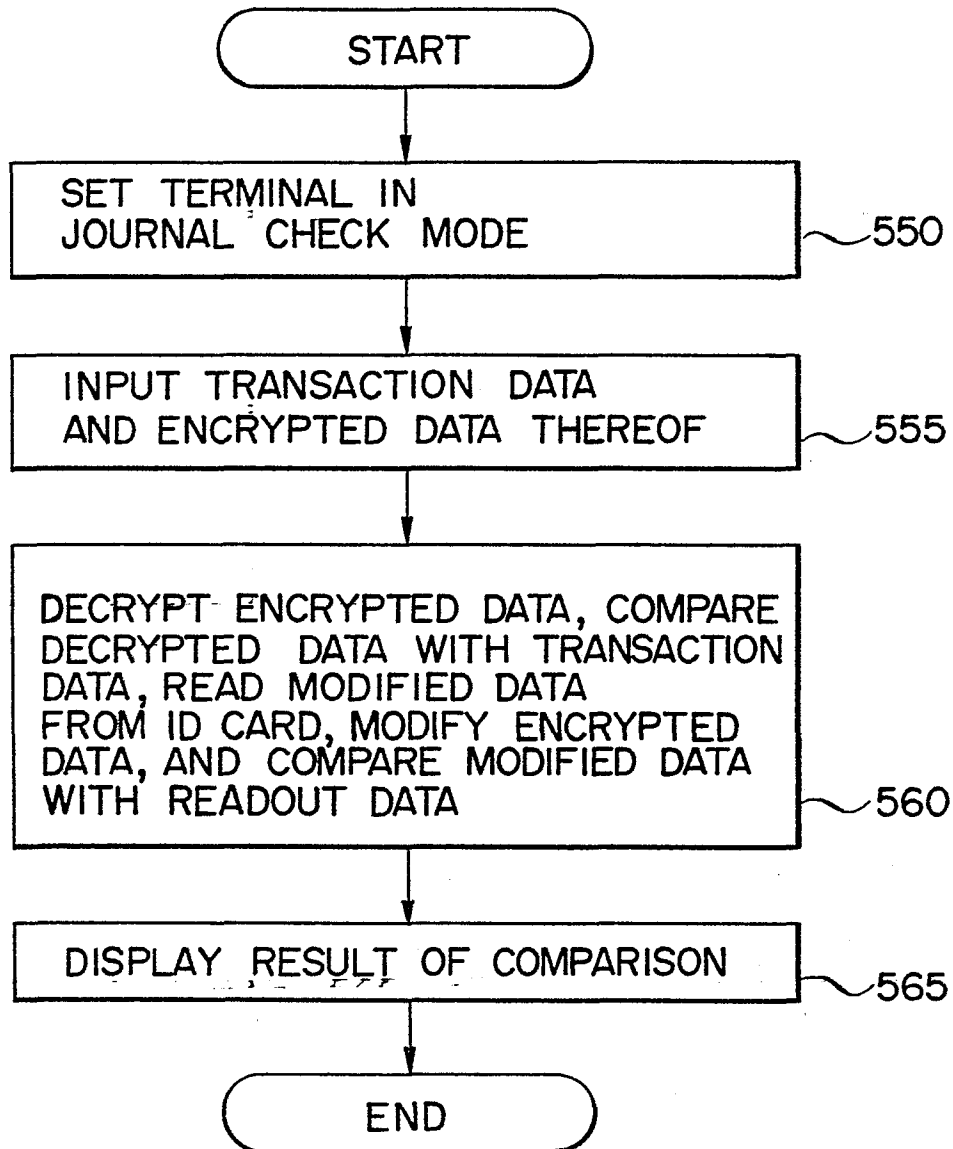 START
SET TERMINAL IN
JOURNAL CHECK MODE
550
INPUT TRANSACTION DATA
AND ENCRYPTED DATA THEREOF
555
DECRYPT ENCRYPTED DATA, COMPARE
DECRYPTED DATA WITH TRANSACTION
DATA, READ MODIFIED DATA
FROM ID CARD, MODIFY ENCRYPTED
DATA, AND COMPARE MODIFIED DATA
WITH READOUT DATA
560
DISPLAY RESULT OF COMPARISON
565
END